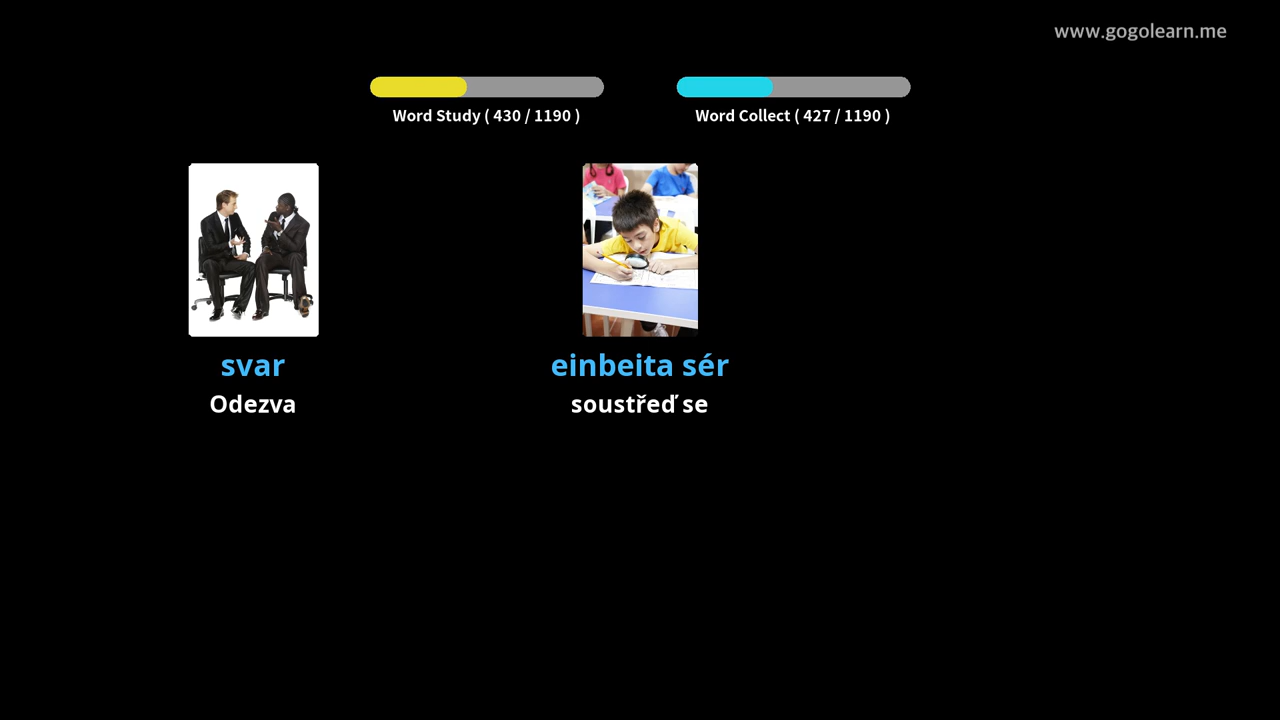 www.gogolearn.me
Word Study ( 430 / 1190 )
Word Collect ( 427 / 1190 )
svar
Odezva
einbeita sér
soustřeď se